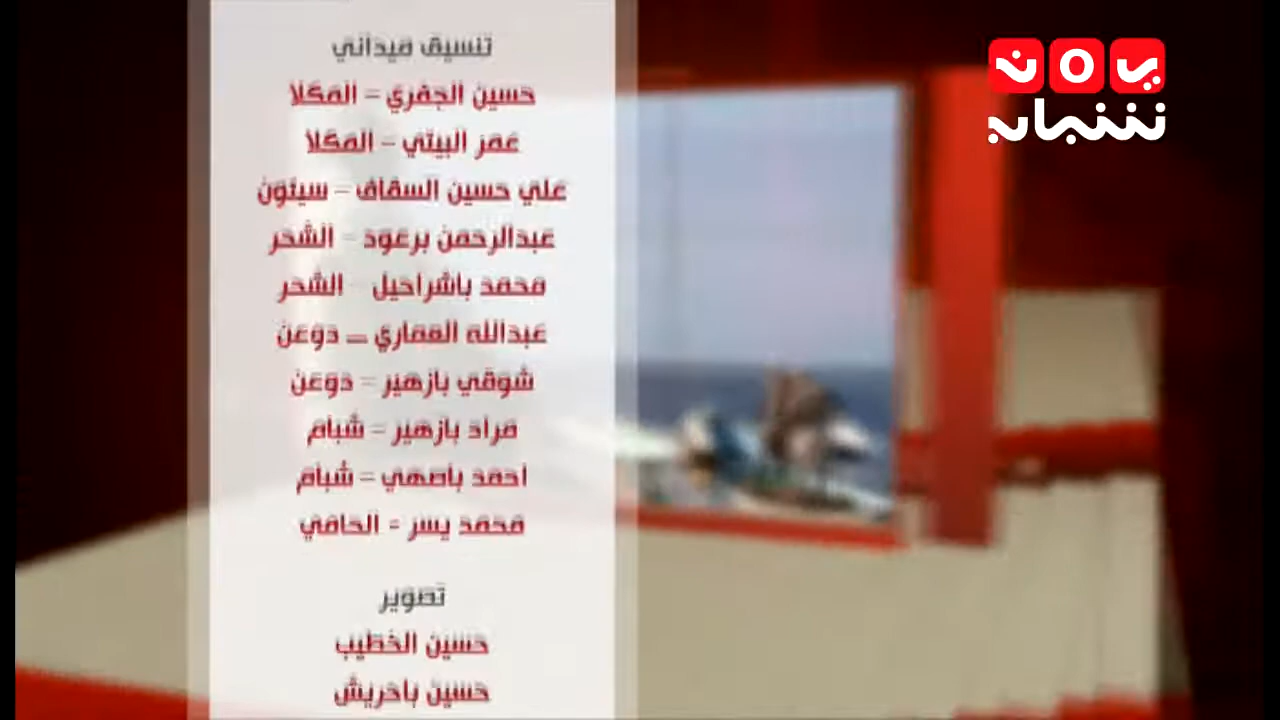 تنسيق ميداني
حسين الجفري – المكلا
عمر البيتي – المكلا
علي حسين السقاف – سيئون
عبدالرحمن برعود – الشحر
محمد باشراحيل - الشحر
عبدالله العماري – دوعن
شوقي بازهير – دوعن
مراد بازهير – شبام
احمد باصهي – شبام
محمد يسر - الحامي
تصوير
حسين الخطيب
حسين باحريش
يمن
شباب